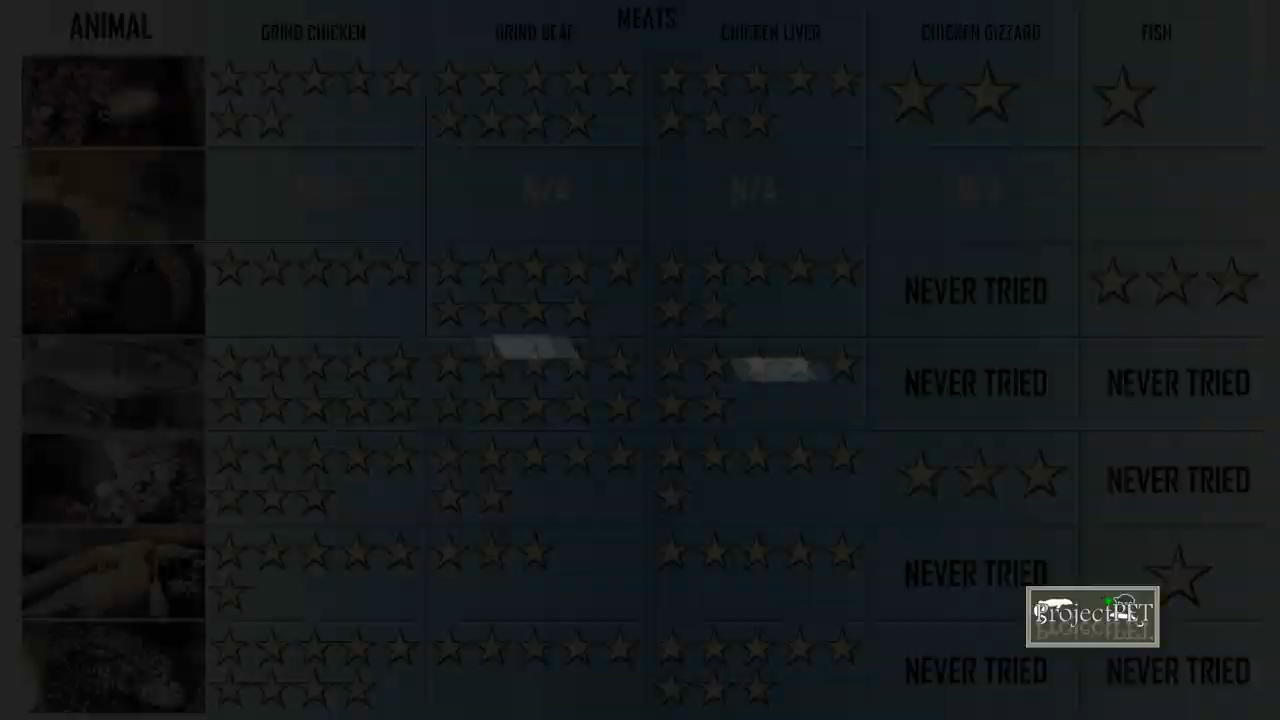 MEATS
ANIMAL GRIND CHICKEN GRIND BEAF CHICKEN LIVER CHICKEN GIZZARD FISH
N/A N/A
NEVER TRIED
NEVER TRIED NEVER TRIED
NEVER TRIED
NEVER TRIED
ProjectPET
NEVER TRIED NEVER TRIED